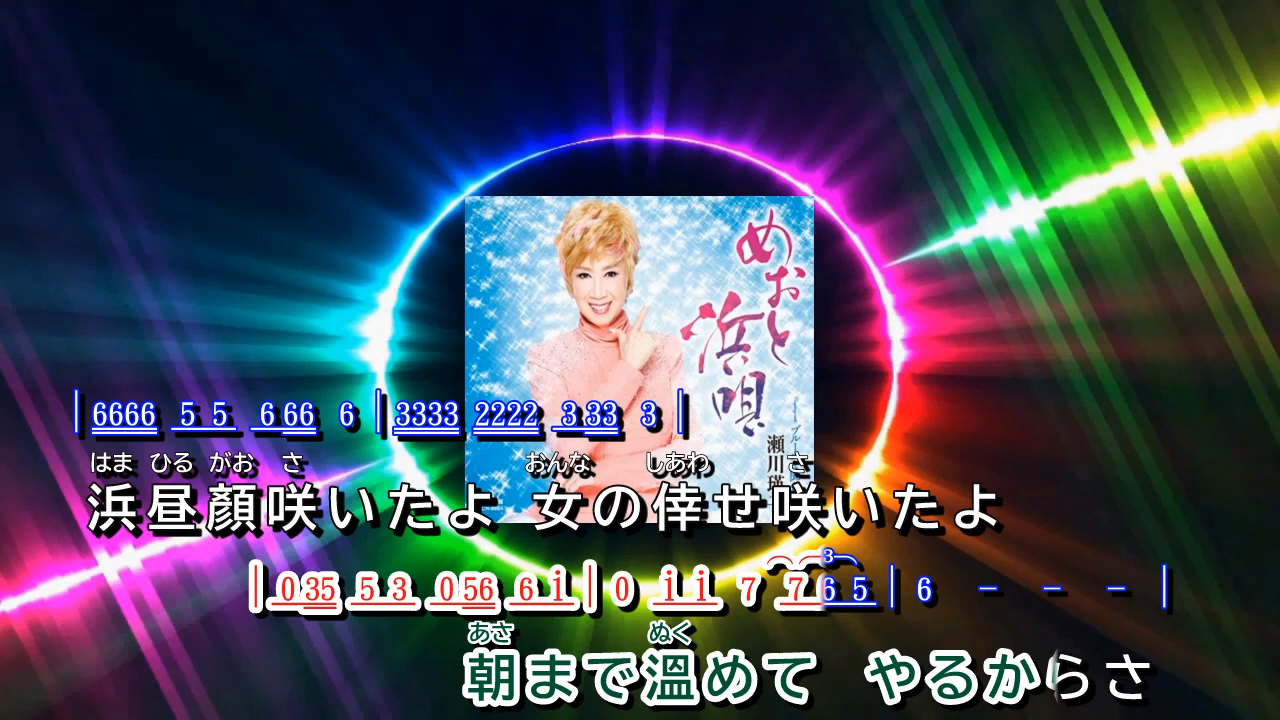 めおと
浜唄
瀬川瑛
|6666 5 5 6 66 6|3333 2222 3 33 3|
はま ひる がお さ おんな しあわ さ
浜昼顏咲いたよ 女の倖せ咲いたよ
3
|0 35 5 3 0 56 6 i|0 i i 7 7 6 5|6 － － －|
あさ ぬく
朝まで溫めて やるからさ